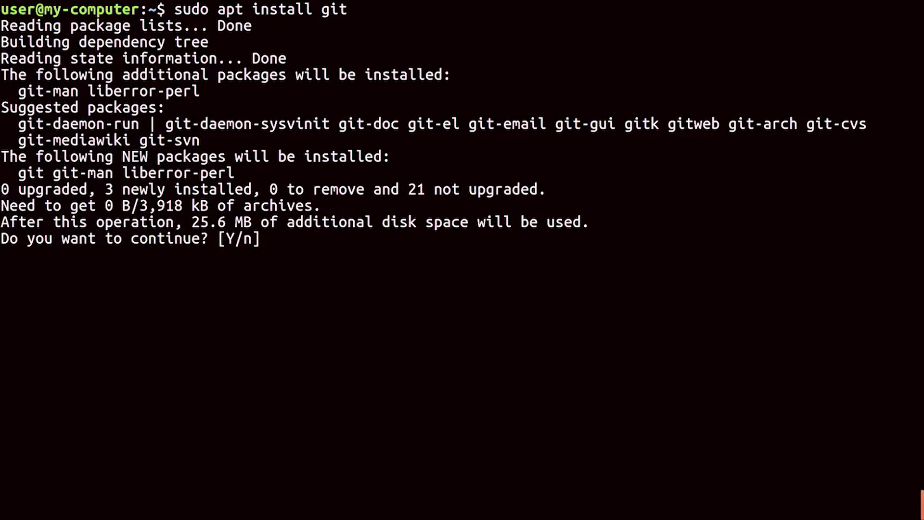 user@my-computer:~$ sudo apt install git
Reading package lists... Done
Building dependency tree
Reading state information... Done
The following additional packages will be installed:
  git-man liberror-perl
Suggested packages:
  git-daemon-run | git-daemon-sysvinit git-doc git-el git-email git-gui gitk gitweb git-arch git-cvs
  git-mediawiki git-svn
The following NEW packages will be installed:
  git git-man liberror-perl
0 upgraded, 3 newly installed, 0 to remove and 21 not upgraded.
Need to get 0 B/3,918 kB of archives.
After this operation, 25.6 MB of additional disk space will be used.
Do you want to continue? [Y/n]